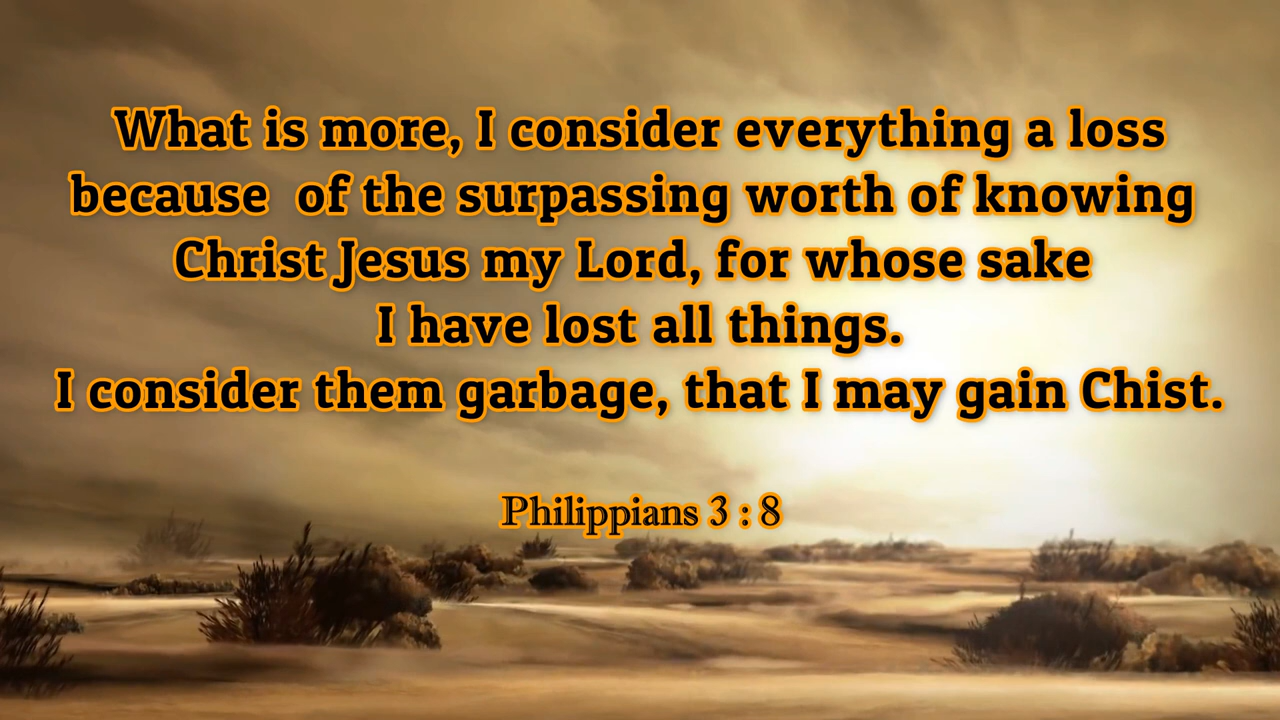 What is more, I consider everything a loss
because  of the surpassing worth of knowing
Christ Jesus my Lord, for whose sake
I have lost all things.
I consider them garbage, that I may gain Chist.
Philippians 3 : 8